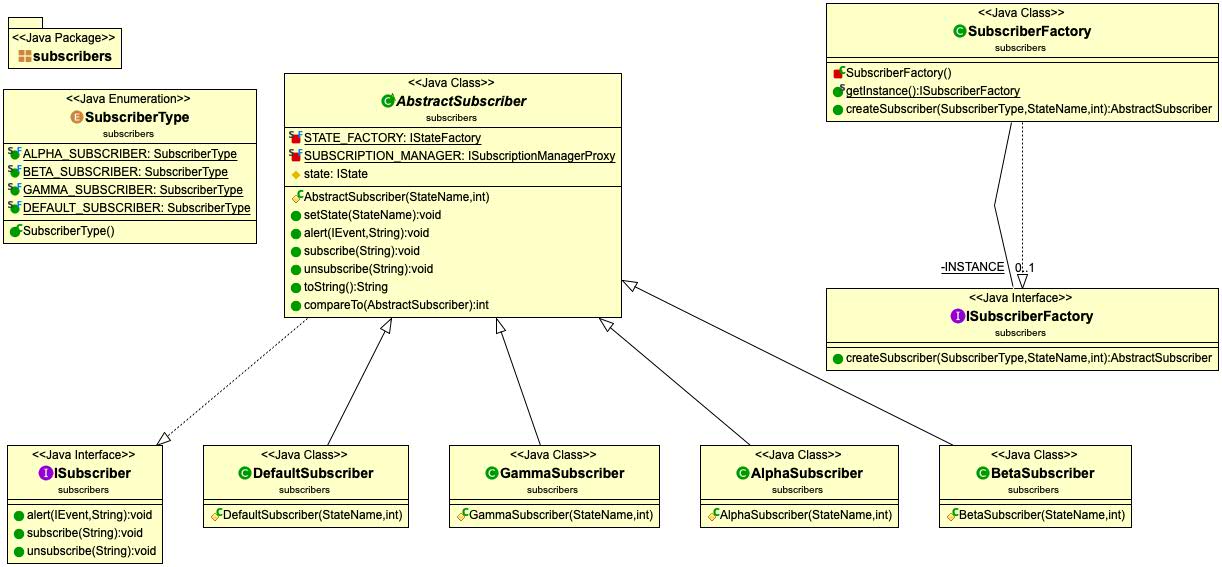 <<Java Package>>
subscribers
<<Java Enumeration>>
SubscriberType
subscribers
ALPHA_SUBSCRIBER: SubscriberType
BETA_SUBSCRIBER: SubscriberType
GAMMA_SUBSCRIBER: SubscriberType
DEFAULT_SUBSCRIBER: SubscriberType
SubscriberType()
<<Java Class>>
AbstractSubscriber
subscribers
STATE_FACTORY: IStateFactory
SUBSCRIPTION_MANAGER: ISubscriptionManagerProxy
state: IState
AbstractSubscriber(StateName,int)
setState(StateName):void
alert(IEvent,String):void
subscribe(String):void
unsubscribe(String):void
toString():String
compareTo(AbstractSubscriber):int
<<Java Class>>
SubscriberFactory
subscribers
SubscriberFactory()
getInstance():ISubscriberFactory
createSubscriber(SubscriberType,StateName,int):AbstractSubscriber
-INSTANCE 0..1
<<Java Interface>>
ISubscriberFactory
subscribers
createSubscriber(SubscriberType,StateName,int):AbstractSubscriber
<<Java Interface>>
ISubscriber
subscribers
alert(IEvent,String):void
subscribe(String):void
unsubscribe(String):void
<<Java Class>>
DefaultSubscriber
subscribers
DefaultSubscriber(StateName,int)
<<Java Class>>
GammaSubscriber
subscribers
GammaSubscriber(StateName,int)
<<Java Class>>
AlphaSubscriber
subscribers
AlphaSubscriber(StateName,int)
<<Java Class>>
BetaSubscriber
subscribers
BetaSubscriber(StateName,int)